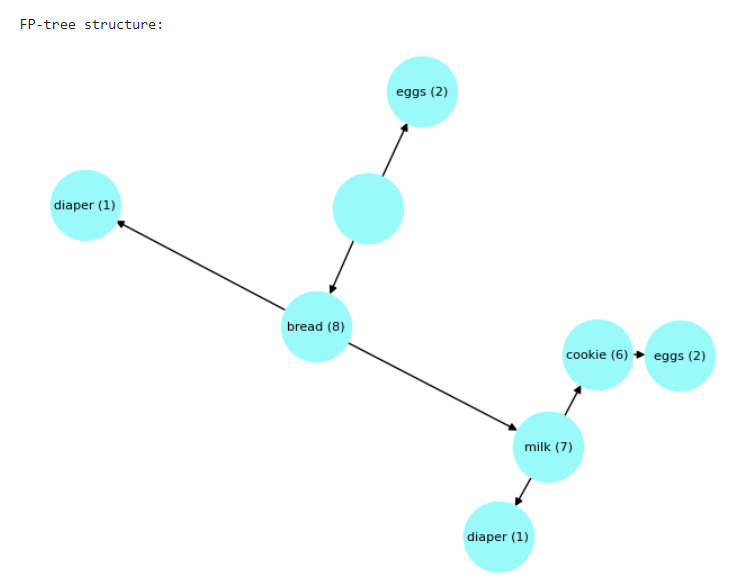 FP-tree structure:
eggs (2)
diaper (1)
bread (8)
cookie (6)
eggs (2)
milk (7)
diaper (1)